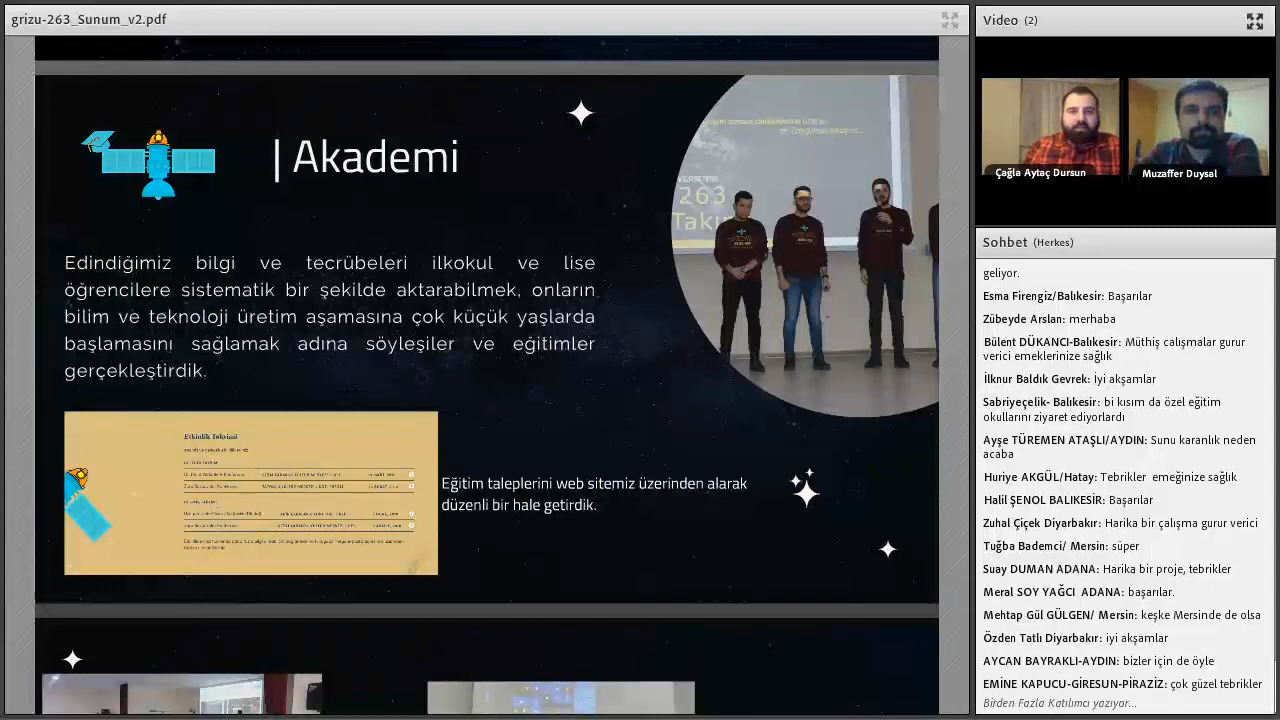 grizu-263_Sunum_v2.pdf
| Akademi
Edindiğimiz bilgi ve tecrübeleri ilkokul ve lise
öğrencilere sistematik bir şekilde aktarabilmek, onların
bilim ve teknoloji üretim aşamasına çok küçük yaşlarda
başlamasını sağlamak adına söyleşiler ve eğitimler
gerçekleştirdik.
263
Etkinlik Takvimi
Eğitim taleplerini web sitemiz üzerinden alarak
düzenli bir hale getirdik.
Video (2)
Çağla Aytaç Dursun
Muzaffer Duysal
Sohbet (Herkes)
geliyor.
Esma Firengiz/Balıkesir: Başarılar
Zübeyde Arslan: merhaba
Bülent DÜKANCI-Balıkesir: Müthiş calışmalar gurur
verici emeklerinize sağlık
İlknur Baldık Gevrek: İyi akşamlar
Sabriyeçelik- Balıkesir: bi kısım da özel eğitim
okullarını ziyaret ediyorlardı
Ayşe TÜREMEN ATAŞLI/AYDIN: Sunu karanlık neden
acaba
Huriye AKGÜL/Hatay: Tebrikler emeğinize sağlık
Halil ŞENOL BALIKESİR: Başarılar
Zuhal Çiçek Diyarbakır: Harika bir çalışma gurur verici
Tuğba Bademci/ Mersin: süper
Suay DUMAN ADANA: Harika bir proje, tebrikler
Meral SOY YAĞCI ADANA: başarılar.
Mehtap Gül GÜLGEN/ Mersin: keşke Mersinde de olsa
Özden Tatlı Diyarbakır: iyi akşamlar
AYCAN BAYRAKLI-AYDIN: bizler için de öyle
EMİNE KAPUCU-GİRESUN-PİRAZİZ: çok güzel tebrikler
Birden Fazla Katılımcı yazıyor...